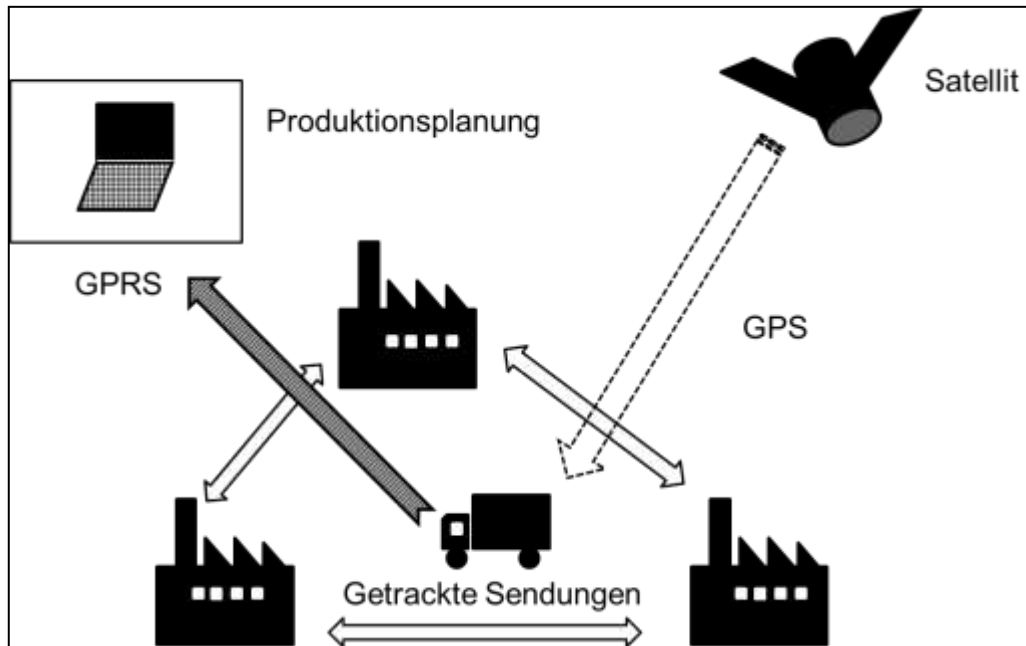 Satellit
Produktionsplanung
GPRS
GPS
Getrackte Sendungen